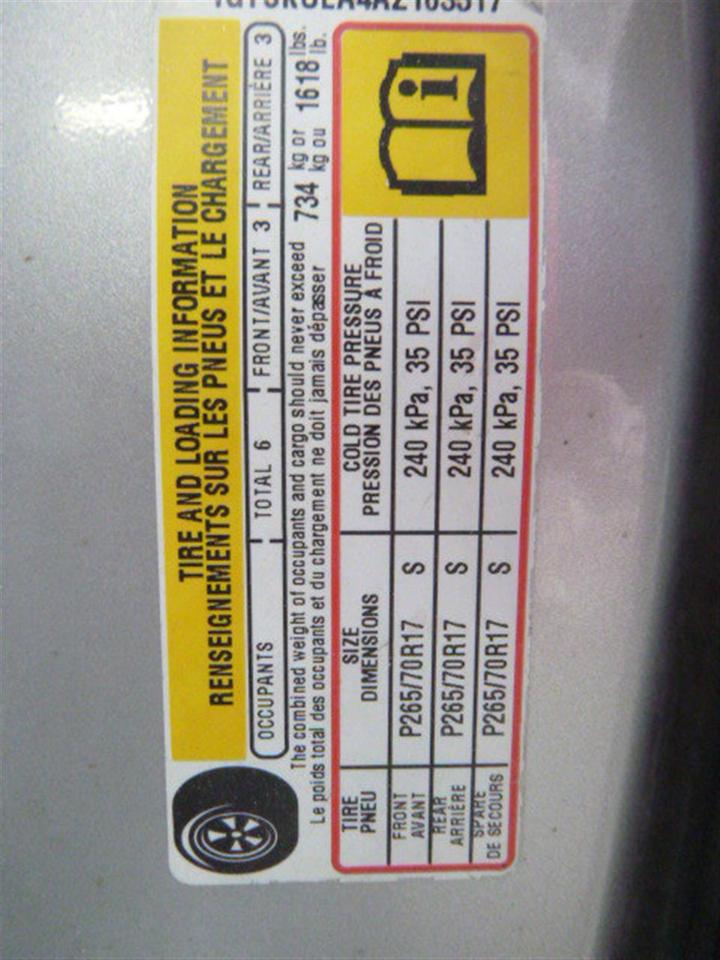 TIRE AND LOADING INFORMATION
RENSEIGNEMENTS SUR LES PNEUS ET LE CHARGEMENT
OCCUPANTS TOTAL 6 FRONT/AVANT 3 REAR/ARRIÈRE 3
The combined weight of occupants and cargo should never exceed 734 kg or 1618 lbs.
Le poids total des occupants et du chargement ne doit jamais dépasser kg ou lb.
TIRE SIZE COLD TIRE PRESSURE
PNEU DIMENSIONS PRESSION DES PNEUS À FROID
FRONT
AVANT P265/70R17 S 240 kPa, 35 PSI
REAR
ARRIÈRE P265/70R17 S 240 kPa, 35 PSI
SPARE
DE SECOURS P265/70R17 S 240 kPa, 35 PSI